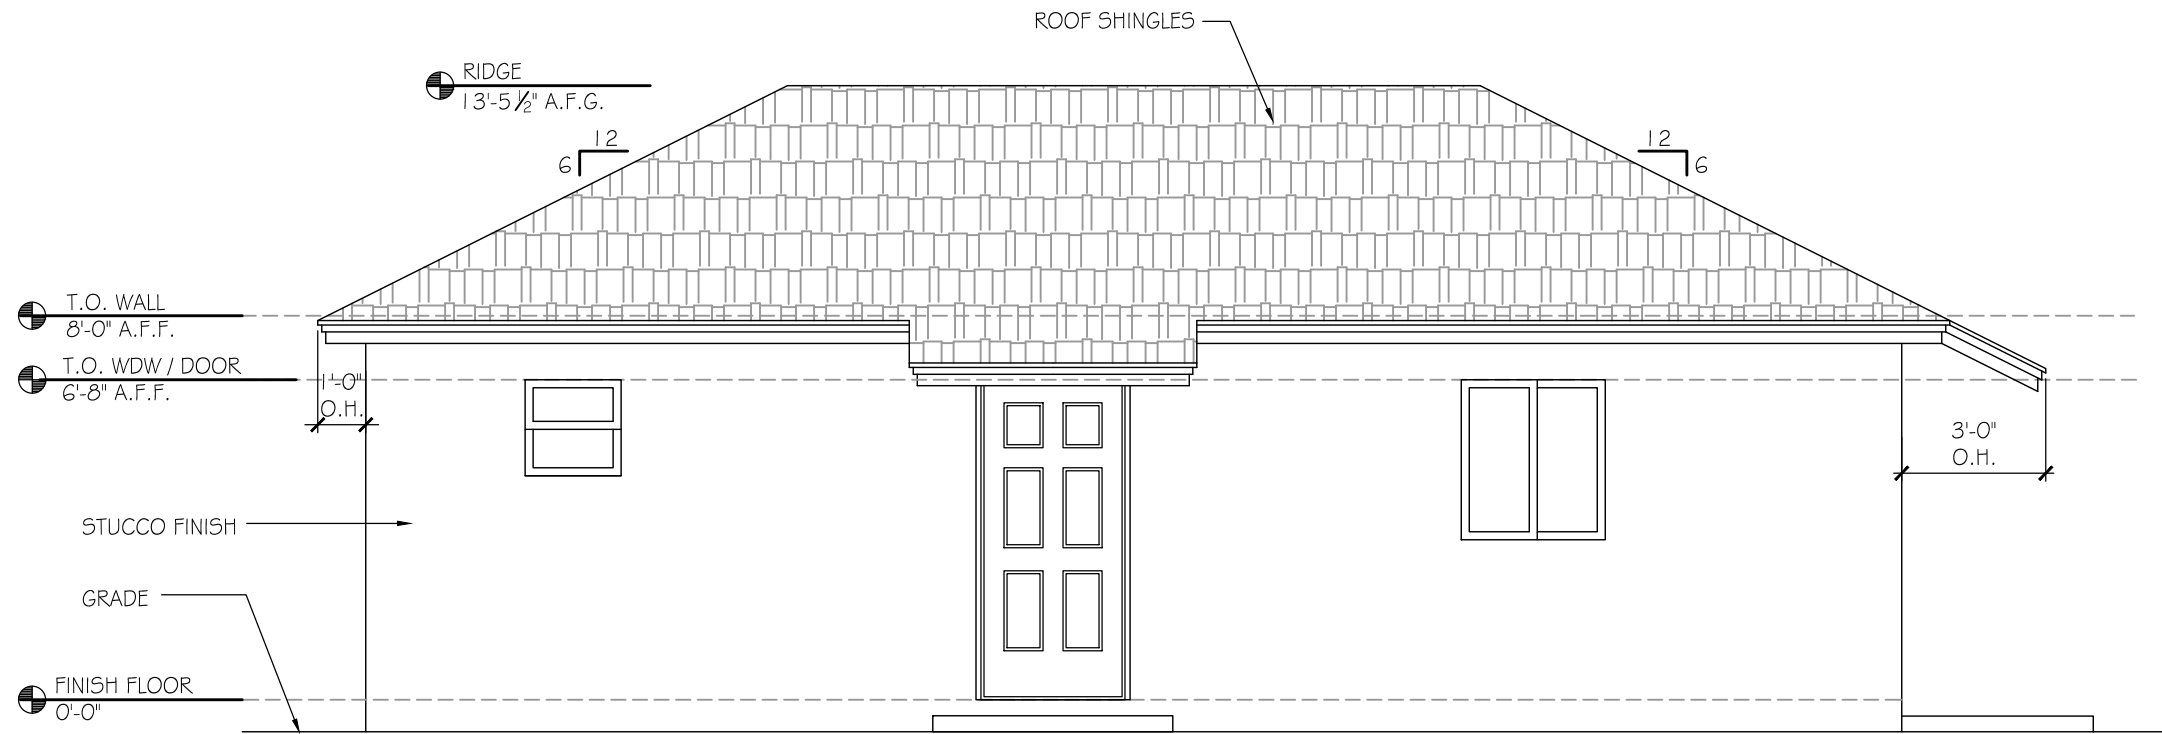 ROOF SHINGLES
RIDGE
13'-5 1/2" A.F.G.
12
6
12
6
T.O. WALL
8'-0" A.F.F.
T.O. WDW / DOOR
6'-8" A.F.F.
1'-0"
O.H.
3'-0"
O.H.
STUCCO FINISH
GRADE
FINISH FLOOR
0'-0"